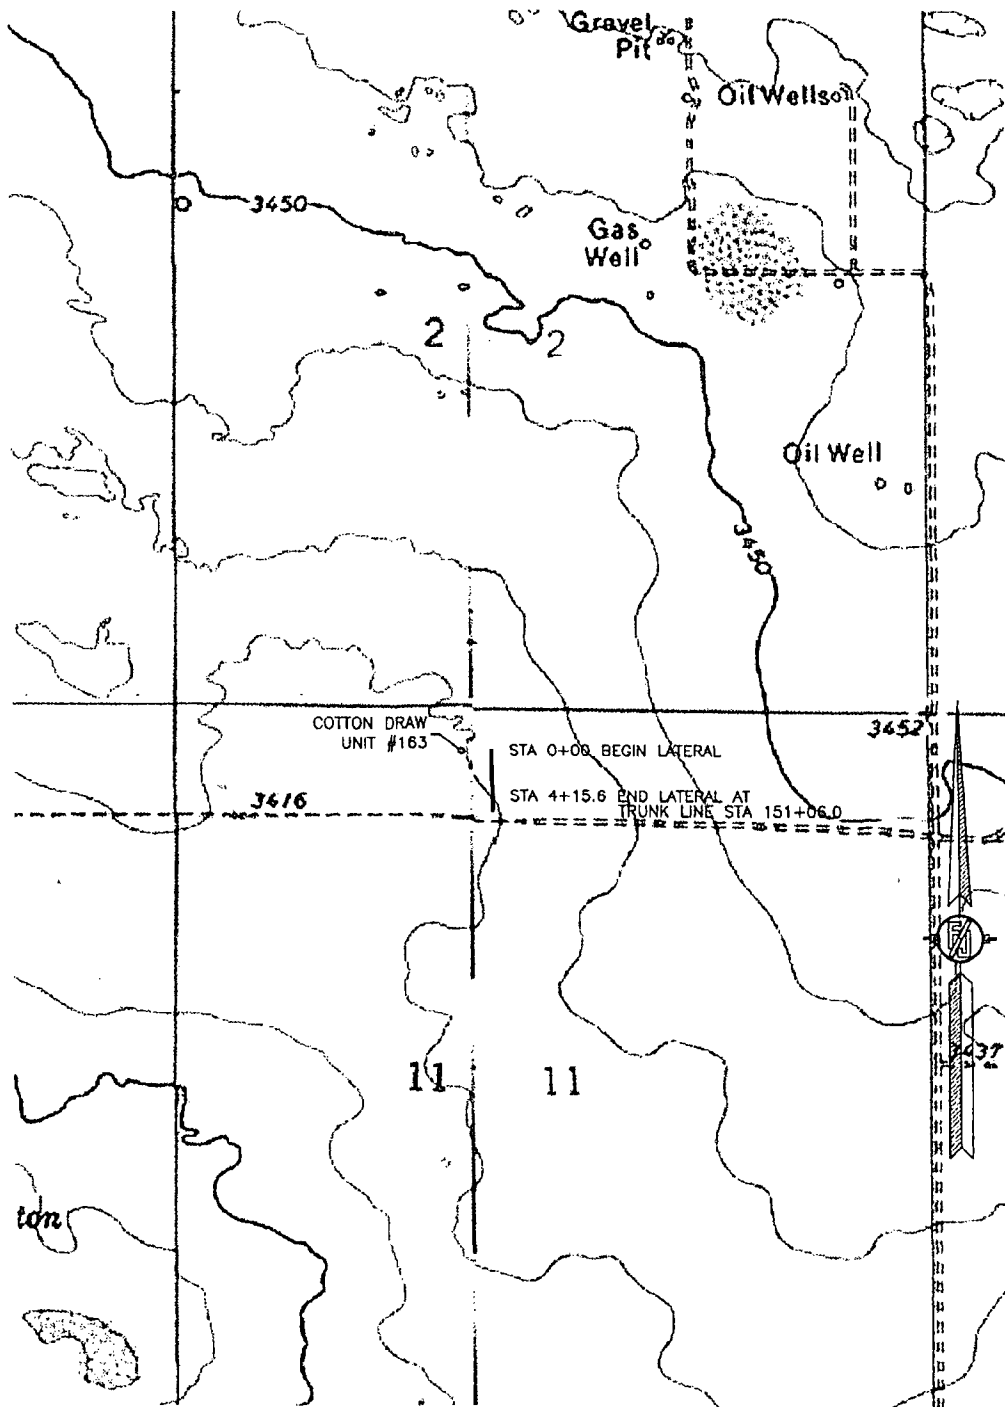 Gravel
Pit
Oil Wells
3450
Gas
Well
2
2
Oil Well
3450
COTTON DRAW
UNIT #163
3452
STA 0+00 BEGIN LATERAL
3416
STA 4+15.6 END LATERAL AT
TRUNK LINE STA 151+06.0
3437
11
11
ton